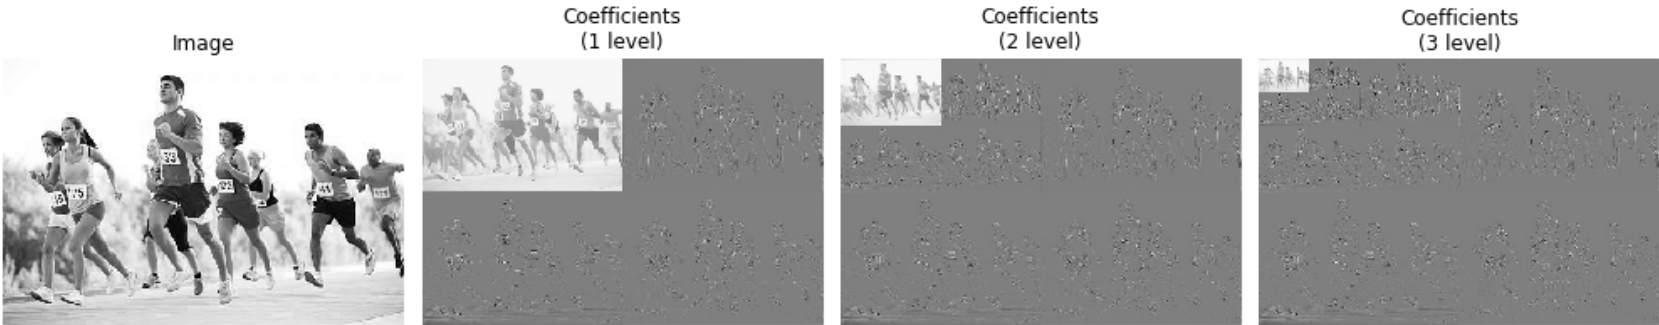 Image
Coefficients
(1 level)
Coefficients
(2 level)
Coefficients
(3 level)